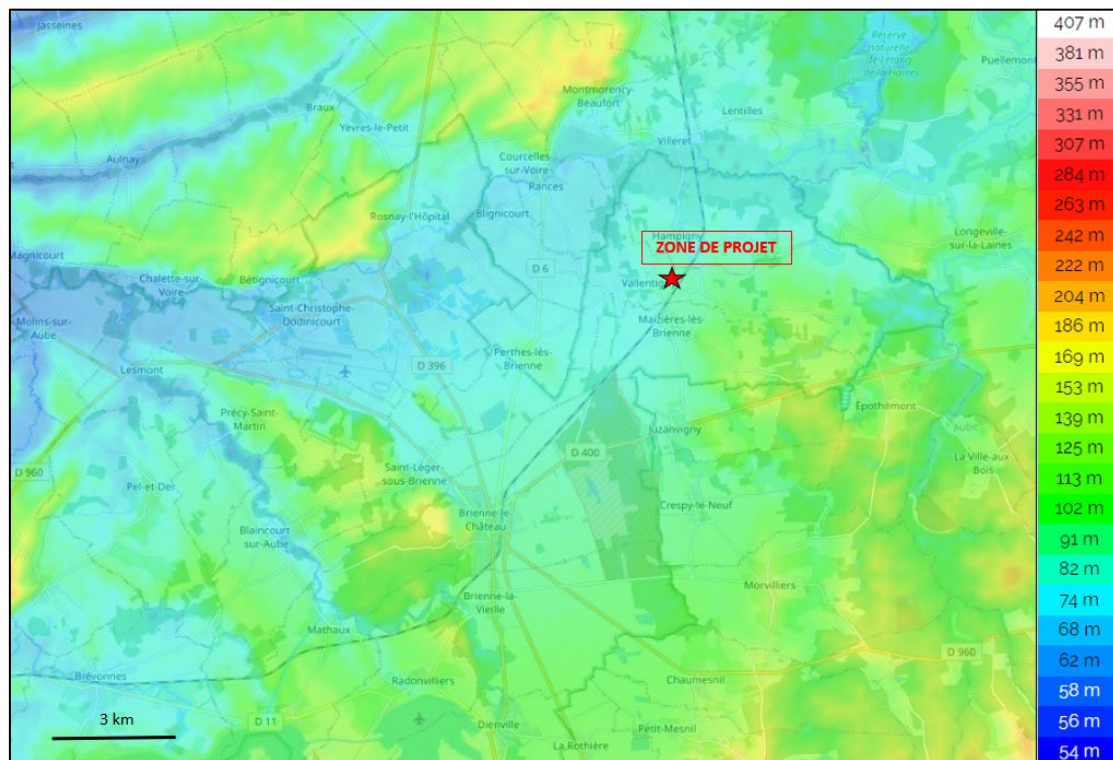 Jasseines
Réserve
naturelle
de l'étang
de la Horre
Puellemont
Montmorency-
Beaufort
Lentilles
Braux
Yèvres-le-Petit
Villeret
Aulnay
Courcelles
sur-Voire
Rances
Rosnay-l'Hôpital
Blignicourt
Hampigny
Longeville-
sur-la-Laines
ZONE DE PROJET
Magnicourt
Chalette-sur-
Voire
Bétignicourt
D 6
Vallentigny
Saint-Christophe-
Dodinicourt
Molins-sur-
Aube
Maizières-lès-
Brienne
Perthes-lès-
Brienne
D 396
Lesmont
Précy-Saint-
Martin
Épothémont
Juzanvigny
D 960
Saint-Léger-
sous-Brienne
D 400
La Ville-aux-
Bois
Pel-et-Der
Crespy-le-Neuf
Brienne-le-
Château
Blaincourt-
sur-Aube
Morvilliers
Brienne-la-
Vieille
Mathaux
D 960
Brévonnes
Radonvilliers
Chaumesnil
3 km
D 11
Dienville
Petit-Mesnil
La Rothière
407 m
381 m
355 m
331 m
307 m
284 m
263 m
242 m
222 m
204 m
186 m
169 m
153 m
139 m
125 m
113 m
102 m
91 m
82 m
74 m
68 m
62 m
58 m
56 m
54 m